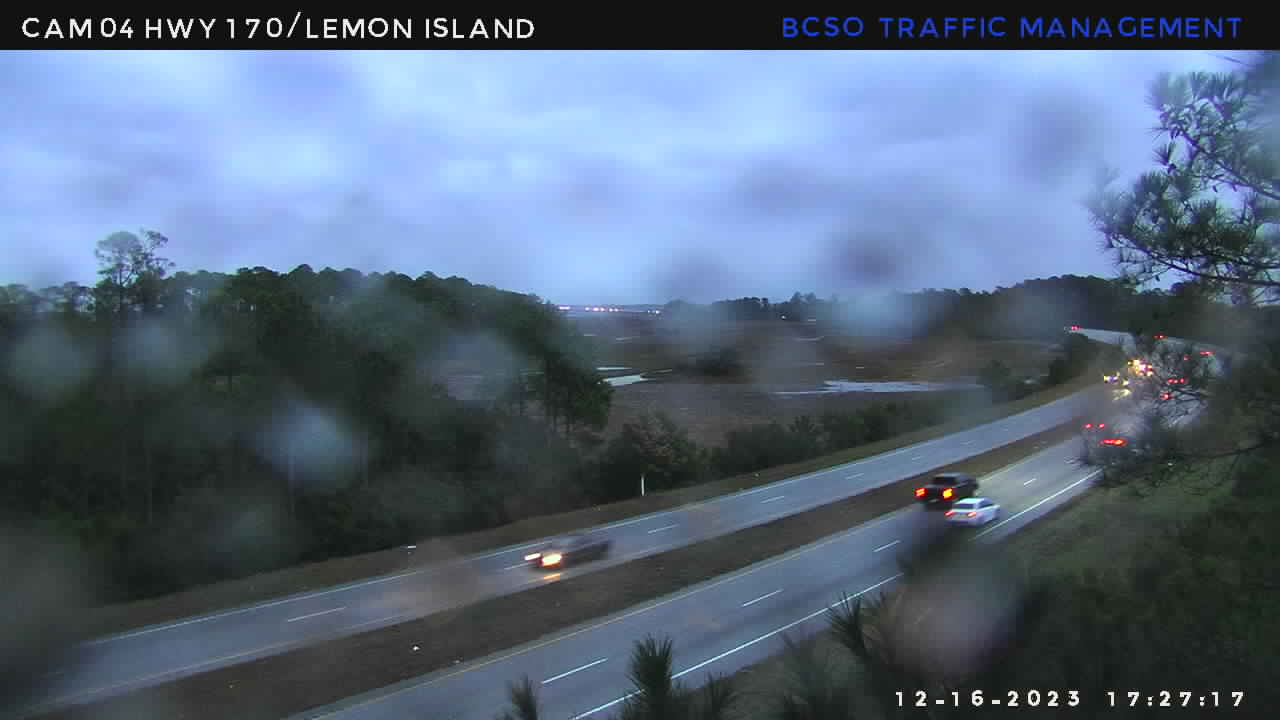 CAM04 HWY170/LEMON ISLAND
BCSO TRAFFIC MANAGEMENT
12-16-2023 17:27:17